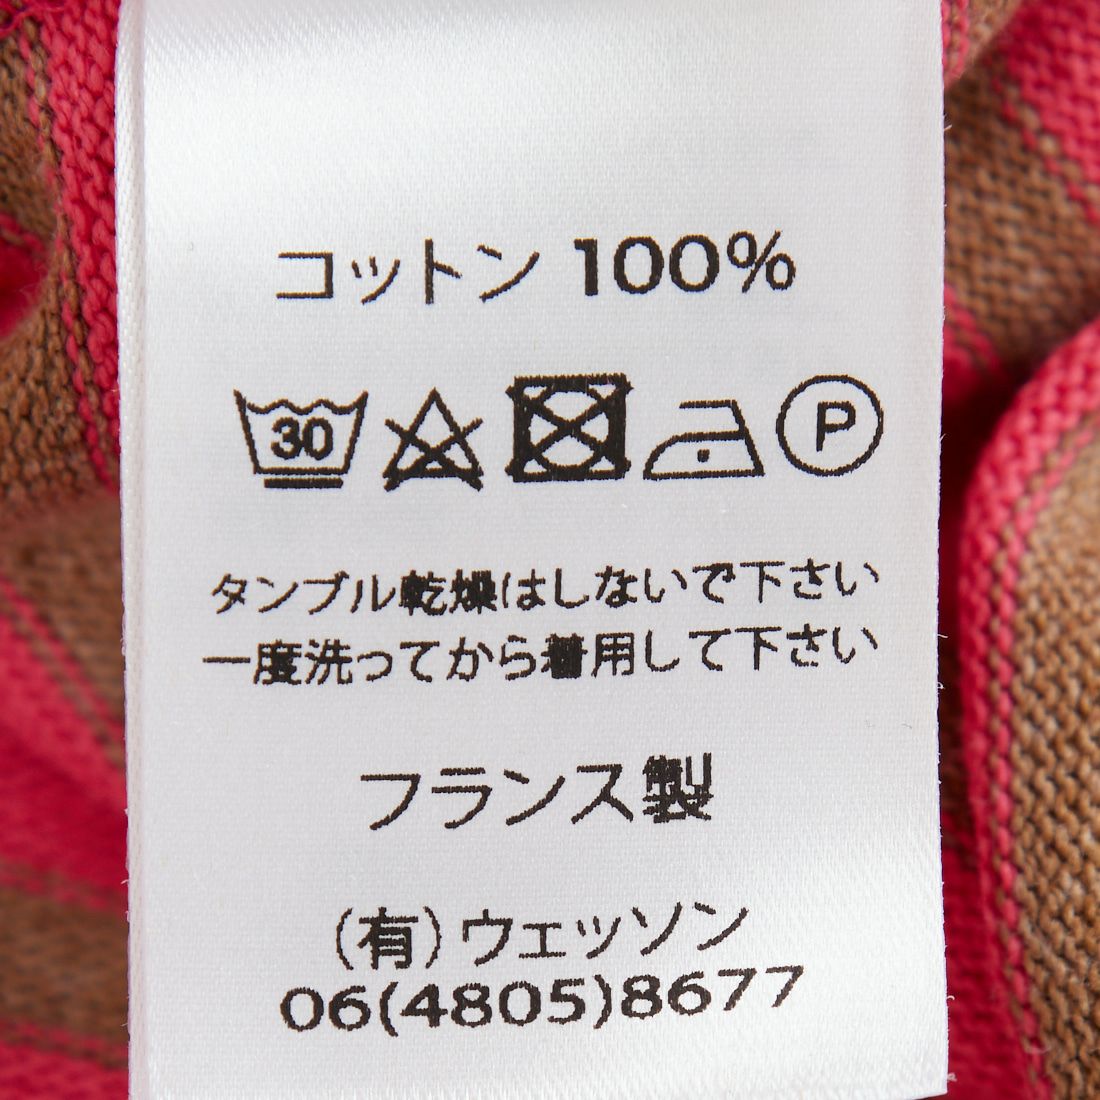 コットン 100%
30 P
タンブル乾燥はしないで下さい
一度洗ってから着用して下さい
フランス製
(有)ウェッソン
06(4805)8677